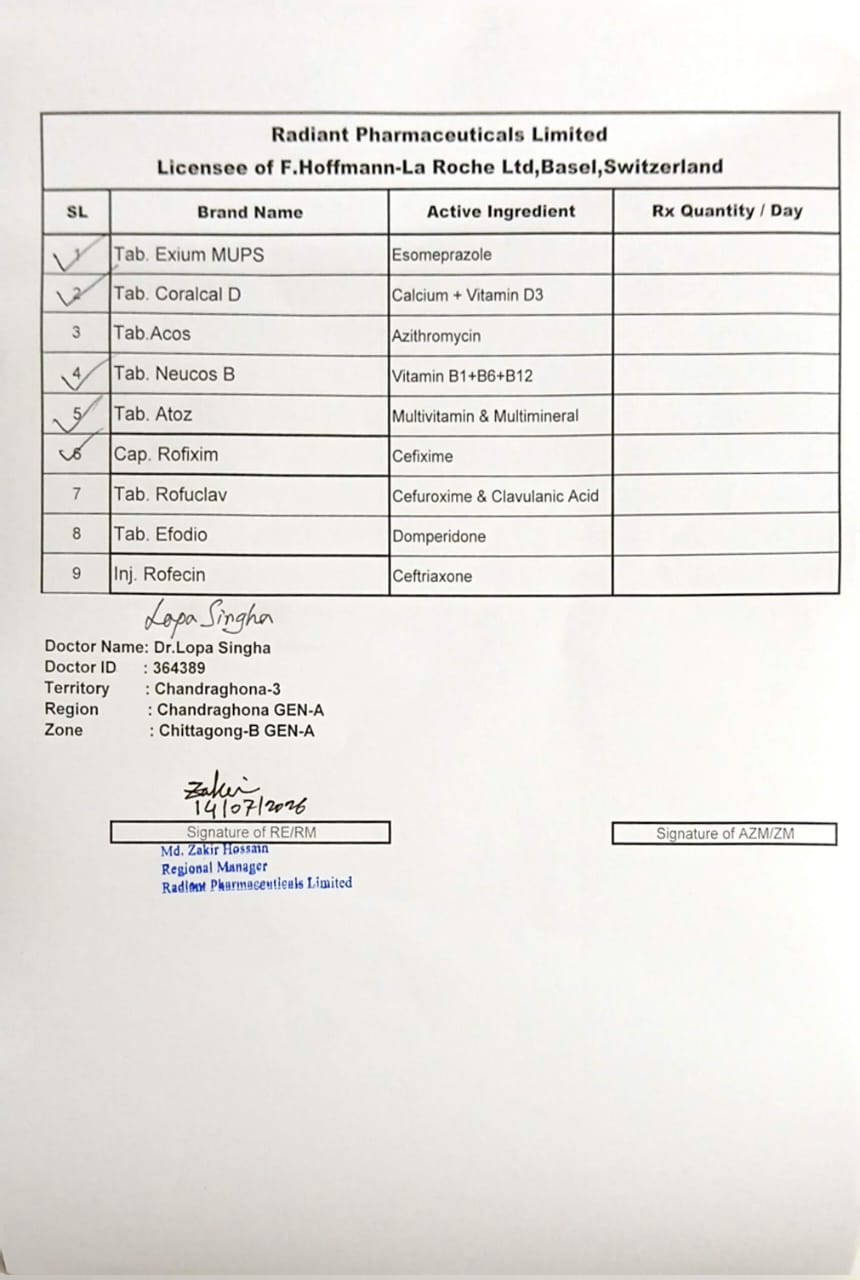 Radiant Pharmaceuticals Limited
Licensee of F.Hoffmann-La Roche Ltd,Basel,Switzerland
SL Brand Name Active Ingredient Rx Quantity / Day
1 Tab. Exium MUPS Esomeprazole
2 Tab. Coralcal D Calcium + Vitamin D3
3 Tab.Acos Azithromycin
4 Tab. Neucos B Vitamin B1+B6+B12
5 Tab. Atoz Multivitamin & Multimineral
6 Cap. Rofixim Cefixime
7 Tab. Rofuclav Cefuroxime & Clavulanic Acid
8 Tab. Efodio Domperidone
9 Inj. Rofecin Ceftriaxone
Lopa Singha
Doctor Name: Dr.Lopa Singha
Doctor ID : 364389
Territory : Chandraghona-3
Region : Chandraghona GEN-A
Zone : Chittagong-B GEN-A
Zakir
14/07/2026
Signature of RE/RM Signature of AZM/ZM
Md. Zakir Hossain
Regional Manager
Radiant Pharmaceuticals Limited